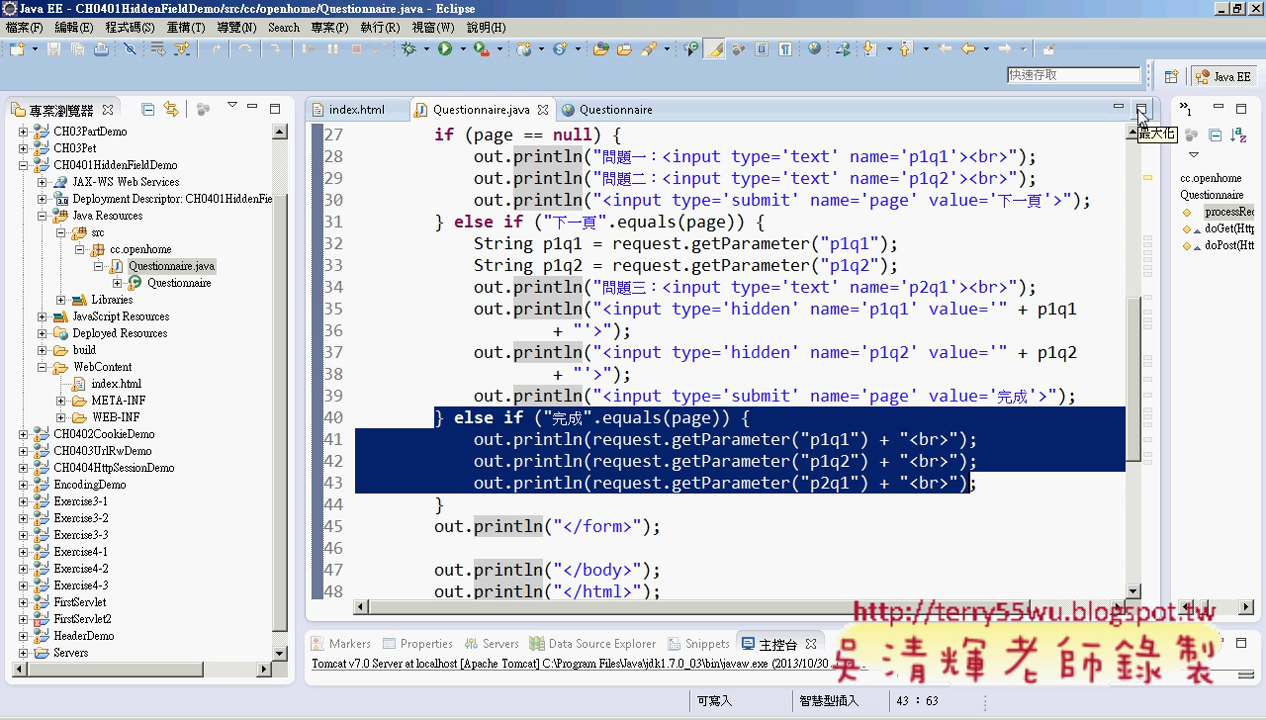 Java EE - CH0401HiddenFieldDemo/src/cc/openhome/Questionnaire.java - Eclipse
檔案(F) 編輯(E) 程式碼(S) 重構(T) 導覽(N) Search 專案(P) 執行(R) 視窗(W) 說明(H)
快速存取
Java EE
專案瀏覽器
CH03PartDemo
CH03Pet
CH0401HiddenFieldDemo
JAX-WS Web Services
Deployment Descriptor: CH0401HiddenFie
Java Resources
src
cc.openhome
Questionnaire.java
Questionnaire
Libraries
JavaScript Resources
Deployed Resources
build
WebContent
index.html
META-INF
WEB-INF
CH0402CookieDemo
CH0403UrlRwDemo
CH0404HttpSessionDemo
EncodingDemo
Exercise3-1
Exercise3-2
Exercise3-3
Exercise4-1
Exercise4-2
Exercise4-3
FirstServlet
FirstServlet2
HeaderDemo
Servers
index.html Questionnaire.java Questionnaire
最大化
27 if (page == null) {
28 out.println("問題一：<input type='text' name='p1q1'><br>");
29 out.println("問題二：<input type='text' name='p1q2'><br>");
30 out.println("<input type='submit' name='page' value='下一頁'>");
31 } else if ("下一頁".equals(page)) {
32 String p1q1 = request.getParameter("p1q1");
33 String p1q2 = request.getParameter("p1q2");
34 out.println("問題三：<input type='text' name='p2q1'><br>");
35 out.println("<input type='hidden' name='p1q1' value='" + p1q1
36 + "'>");
37 out.println("<input type='hidden' name='p1q2' value='" + p1q2
38 + "'>");
39 out.println("<input type='submit' name='page' value='完成'>");
40 } else if ("完成".equals(page)) {
41 out.println(request.getParameter("p1q1") + "<br>");
42 out.println(request.getParameter("p1q2") + "<br>");
43 out.println(request.getParameter("p2q1") + "<br>");
44 }
45 out.println("</form>");
46
47 out.println("</body>");
48 out.println("</html>");
1
cc.openhome
Questionnaire
processRec
doGet(Htt
doPost(Htt
Markers Properties Servers Data Source Explorer Snippets 主控台
Tomcat v7.0 Server at localhost [Apache Tomcat] C:\Program Files\Java\jdk1.7.0_03\bin\javaw.exe (2013/10/30
http://terry55wu.blogspot.tw
吳清輝老師錄製
可寫入 智慧型插入 43 : 63